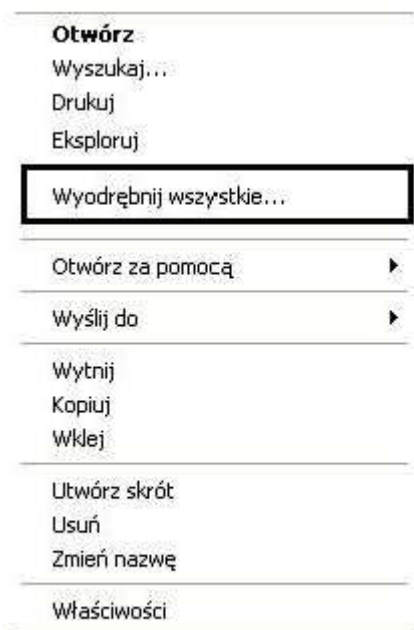 Otwórz
Wyszukaj...
Drukuj
Eksploruj
Wyodrębnij wszystkie...
Otwórz za pomocą
Wyślij do
Wytnij
Kopiuj
Wklej
Utwórz skrót
Usuń
Zmień nazwę
Właściwości